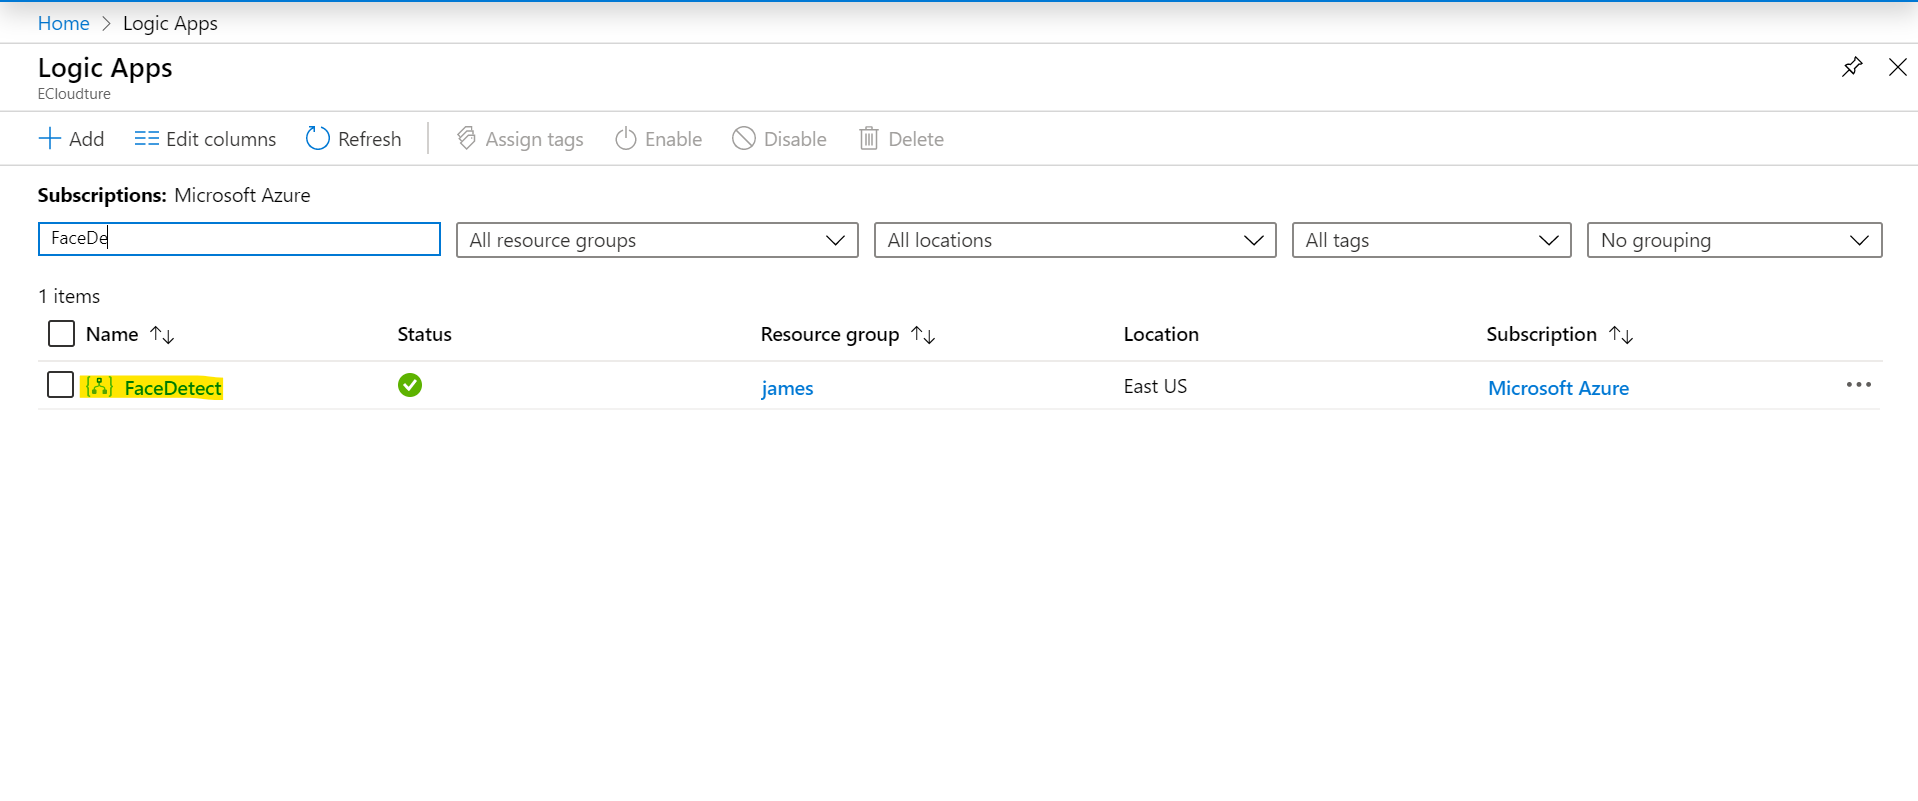 Home > Logic Apps
Logic Apps
ECloudture
Add Edit columns Refresh Assign tags Enable Disable Delete
Subscriptions: Microsoft Azure
FaceDe All resource groups All locations All tags No grouping
1 items
Name Status Resource group Location Subscription
FaceDetect james East US Microsoft Azure